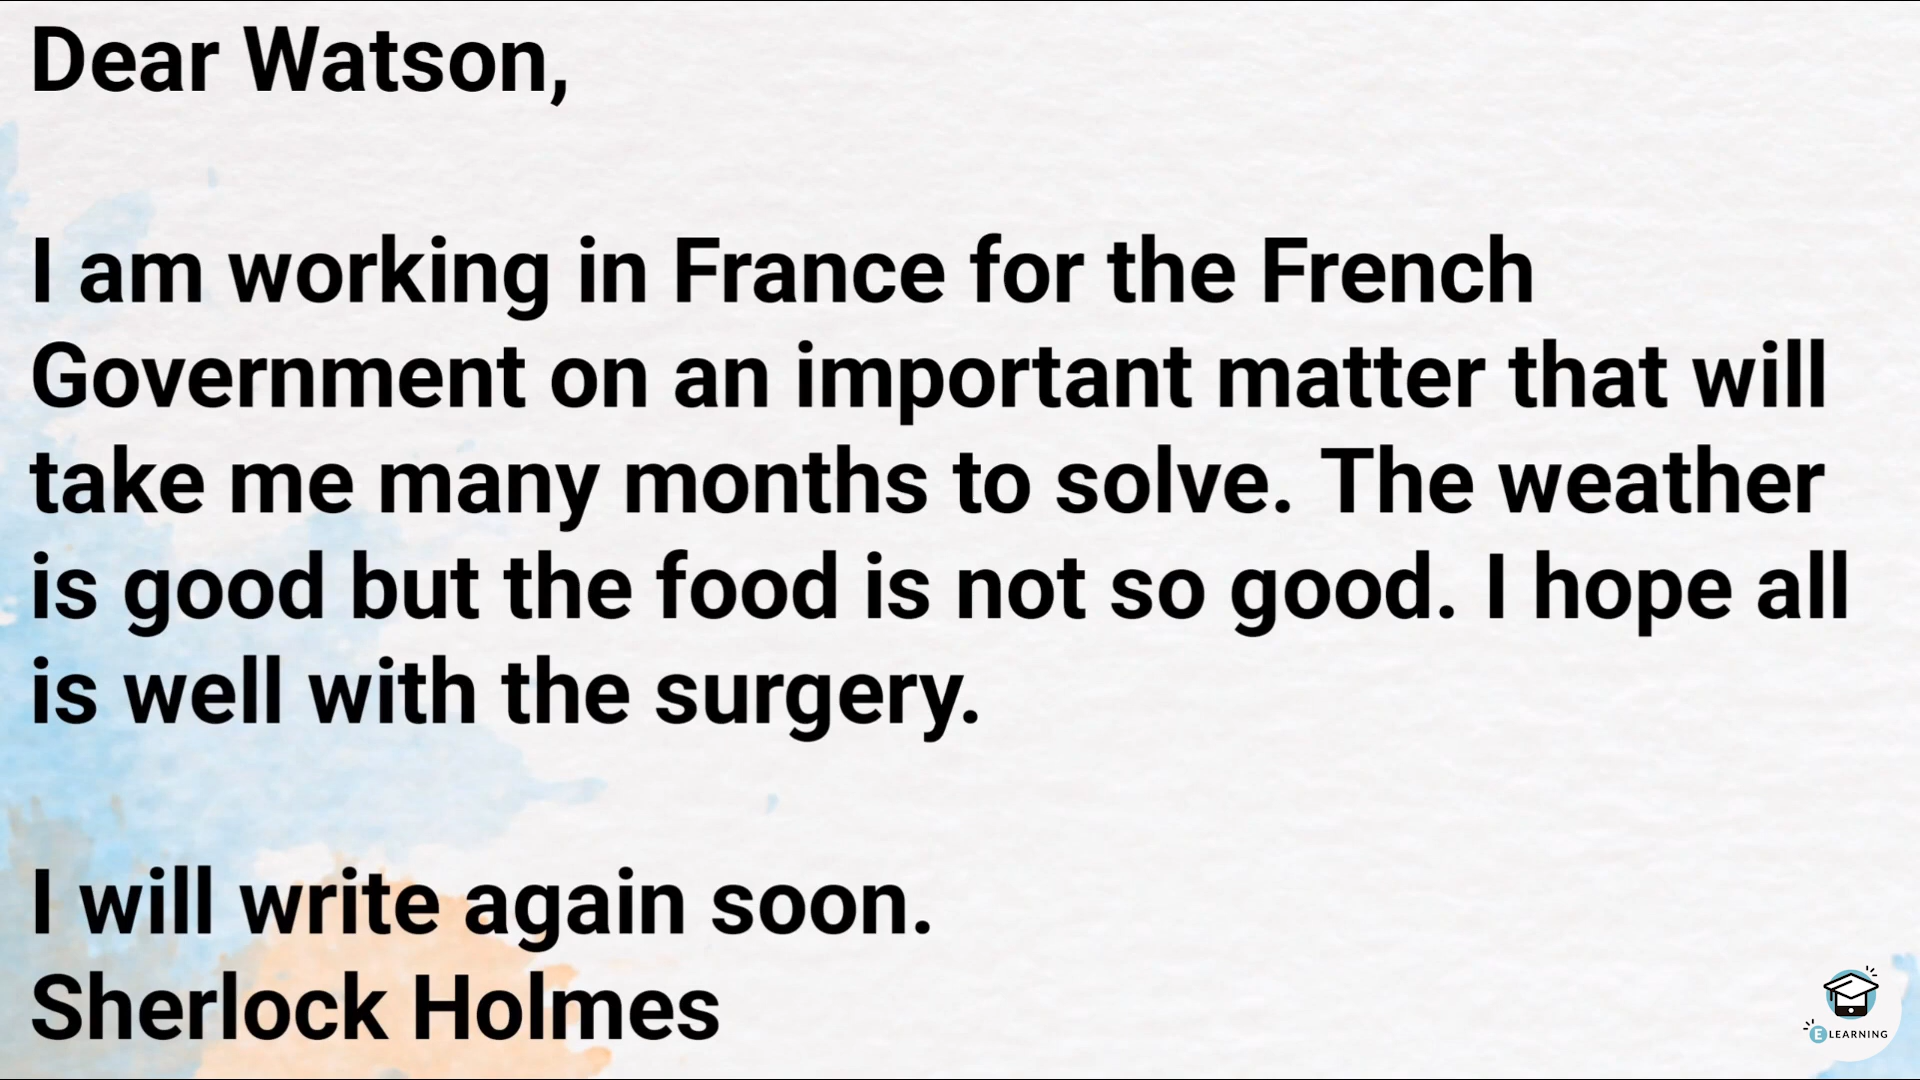 Dear Watson,
I am working in France for the French
Government on an important matter that will
take me many months to solve. The weather
is good but the food is not so good. I hope all
is well with the surgery.
I will write again soon.
Sherlock Holmes
E LEARNING